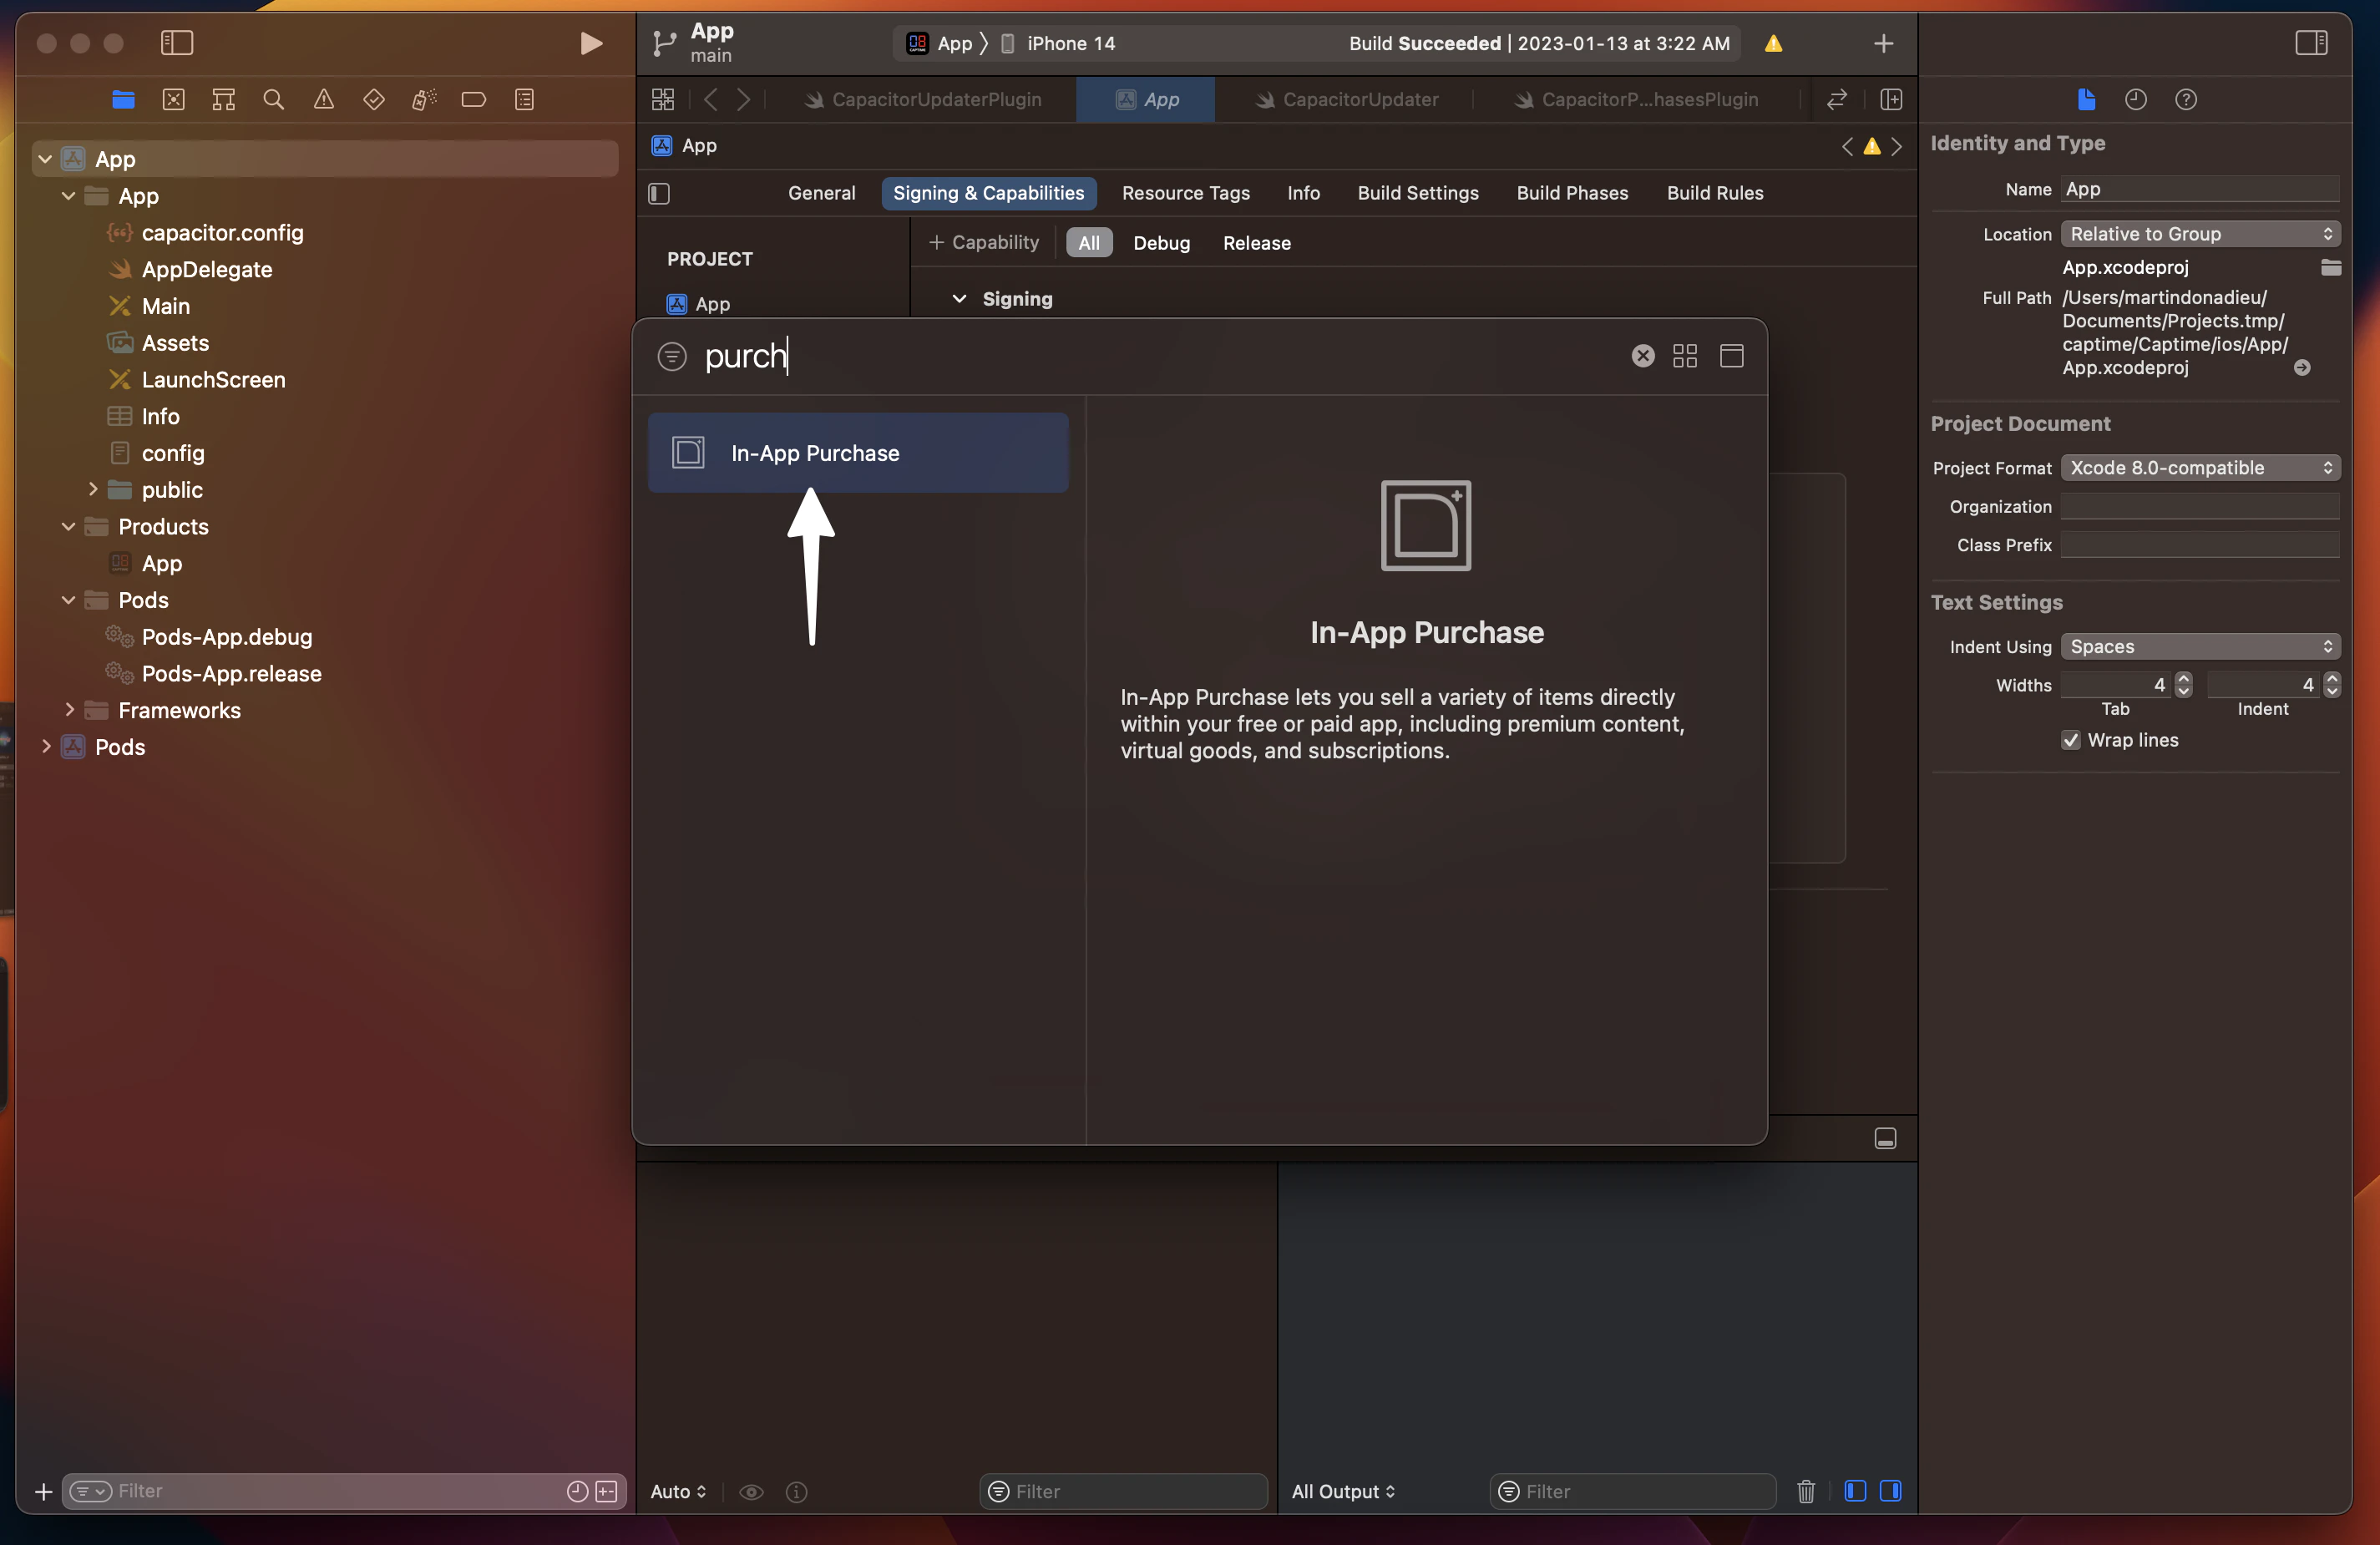 App
main
App
iPhone 14
Build Succeeded | 2023-01-13 at 3:22 AM
CapacitorUpdaterPlugin
App
CapacitorUpdater
CapacitorP...hasesPlugin
App
General
Signing & Capabilities
Resource Tags
Info
Build Settings
Build Phases
Build Rules
+ Capability
All
Debug
Release
PROJECT
App
Signing
App
App
capacitor.config
AppDelegate
Main
Assets
LaunchScreen
Info
config
public
Products
App
Pods
Pods-App.debug
Pods-App.release
Frameworks
Pods
purch
In-App Purchase
In-App Purchase
In-App Purchase lets you sell a variety of items directly
within your free or paid app, including premium content,
virtual goods, and subscriptions.
Identity and Type
Name App
Location Relative to Group
App.xcodeproj
Full Path /Users/martindonadieu/
Documents/Projects.tmp/
captime/Captime/ios/App/
App.xcodeproj
Project Document
Project Format Xcode 8.0-compatible
Organization
Class Prefix
Text Settings
Indent Using Spaces
Widths 4 4
Tab Indent
Wrap lines
Filter
Auto
Filter
All Output
Filter